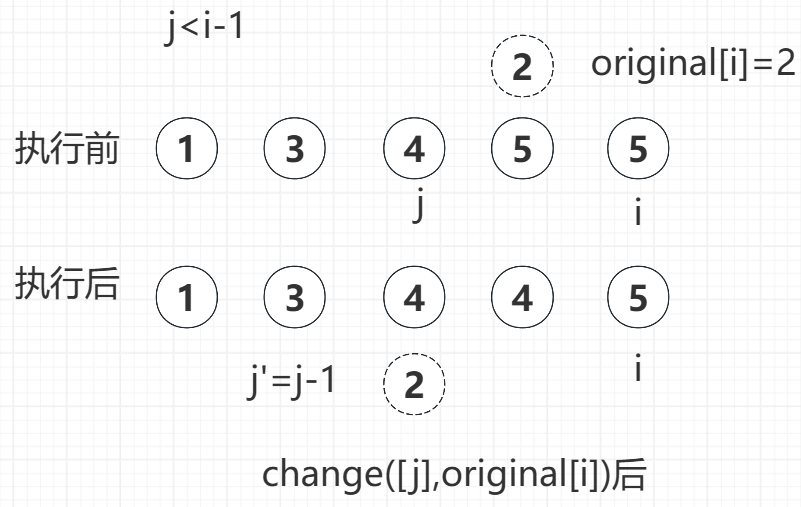 j<i-1
2 original[i]=2
执行前 1 3 4 5 5
j i
执行后 1 3 4 4 5
j'=j-1 2 i
change([j],original[i])后